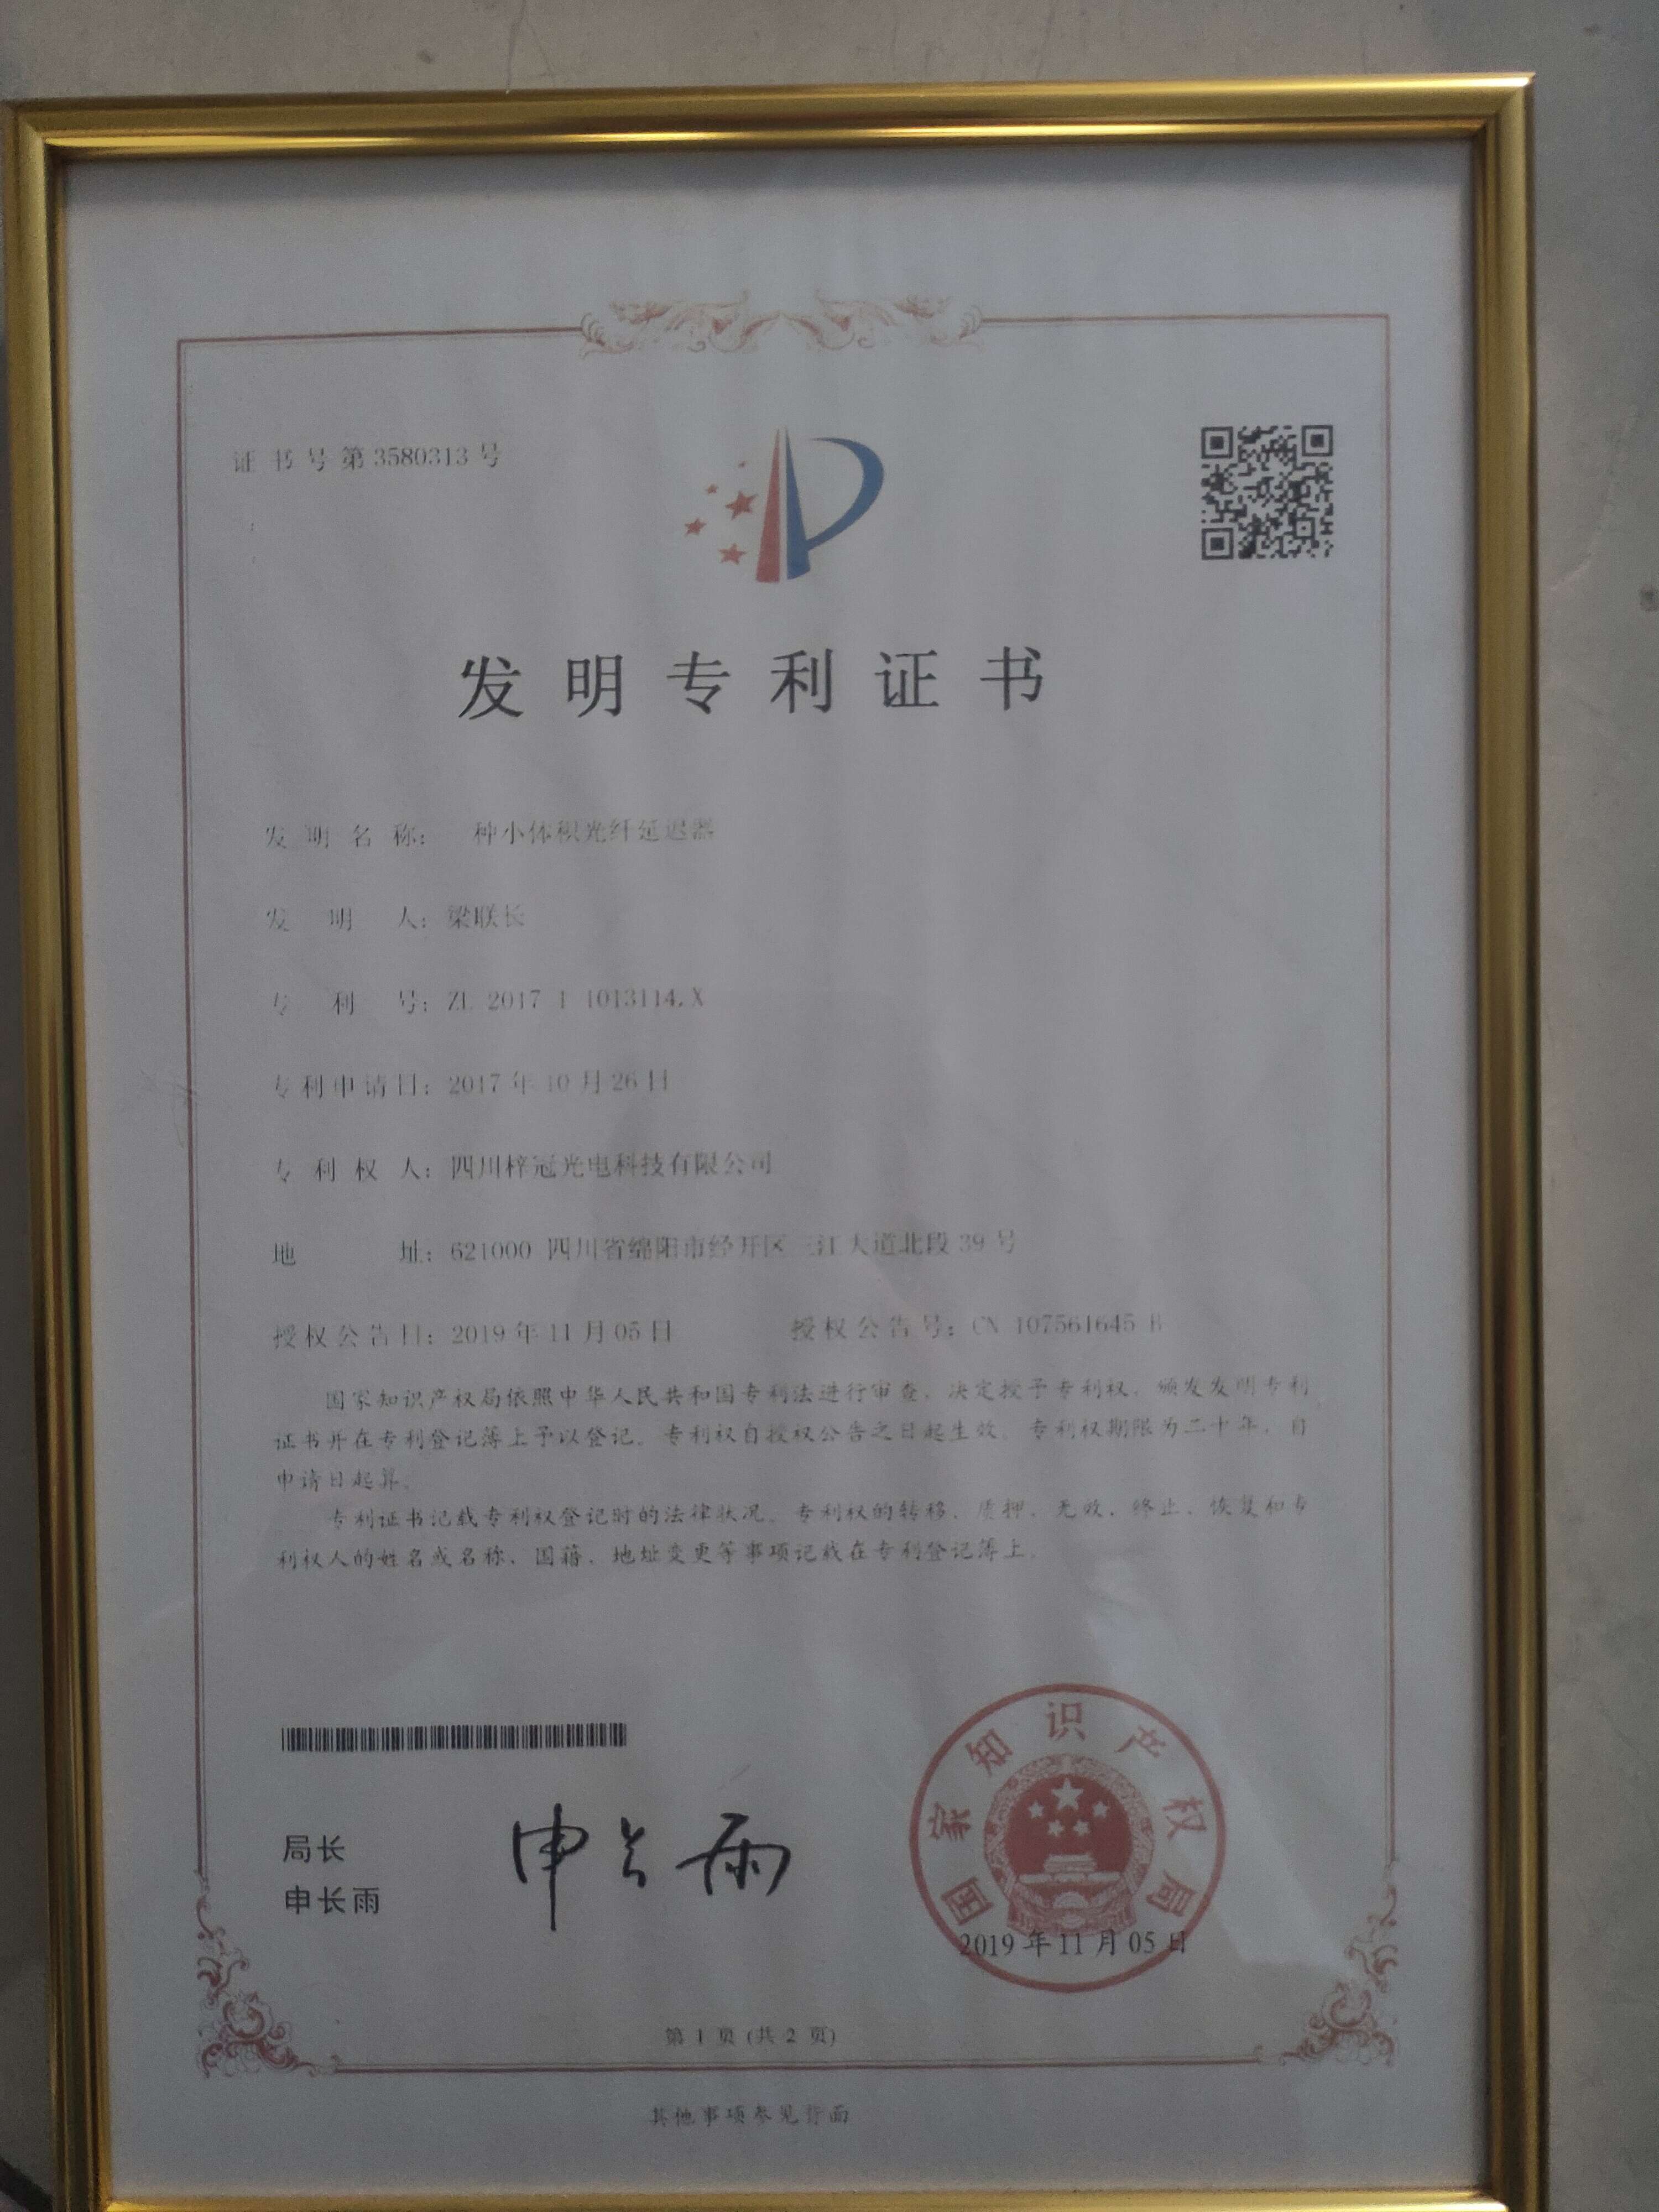 证书号第3580313号
发明专利证书
发明名称：一种小体积光纤延迟器
发明人：梁联长
专利号：ZL 2017 1 1013114.X
专利申请日：2017年10月26日
专利权人：四川梓冠光电科技有限公司
地址：621000 四川省绵阳市经开区三江大道北段39号
授权公告日：2019年11月05日 授权公告号：CN 107561645 B
国家知识产权局依照中华人民共和国专利法进行审查，决定授予专利权，颁发发明专利
证书并在专利登记簿上予以登记。专利权自授权公告之日起生效。专利权期限为二十年，自
申请日起算。
专利证书记载专利权登记时的法律状况。专利权的转移、质押、无效、终止、恢复和专
利权人的姓名或名称、国籍、地址变更等事项记载在专利登记簿上。
局长
申长雨
申长雨
国家知识产权局
2019年11月05日
第 1 页 (共 2 页)
其他事项参见背面